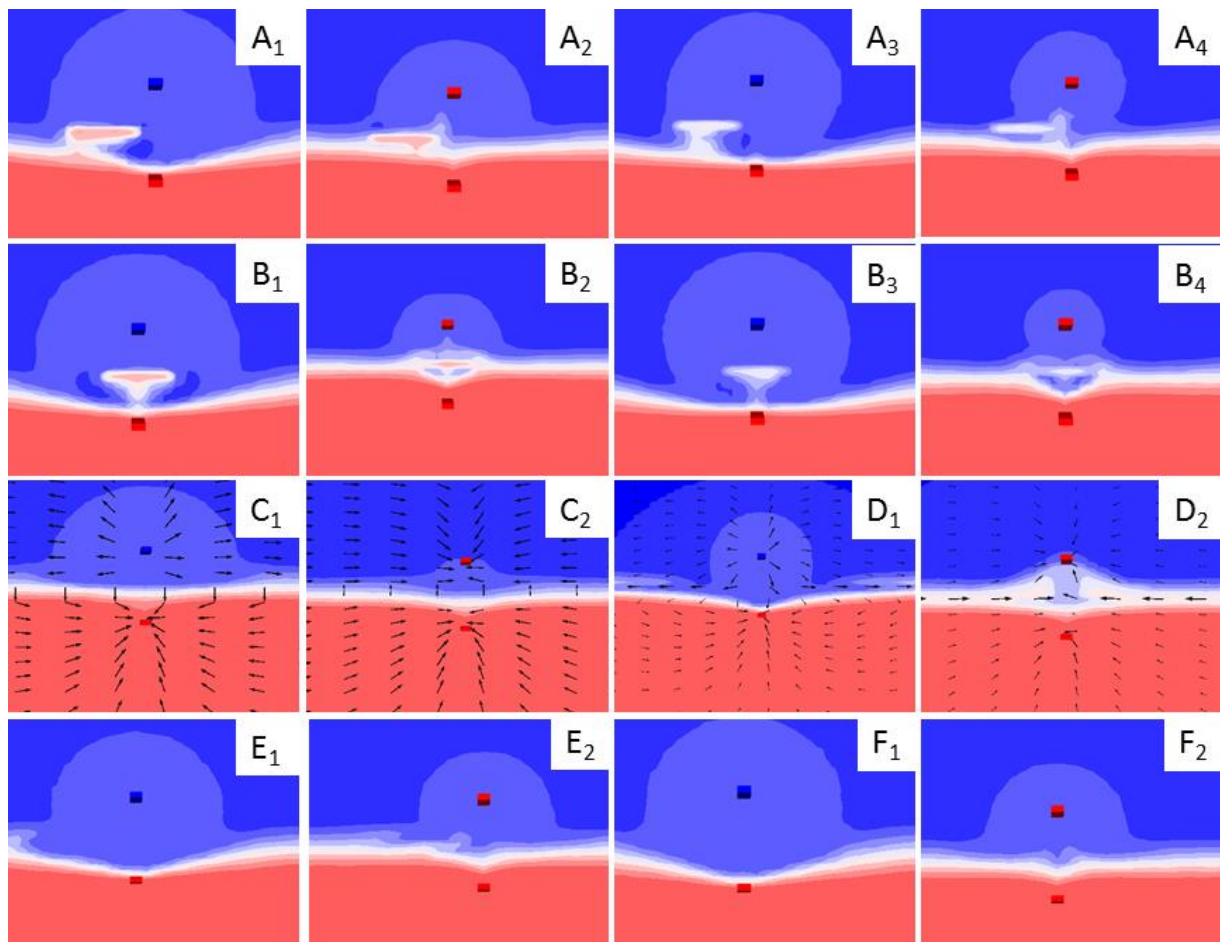 A₁ A₂ A₃ A₄
B₁ B₂ B₃ B₄
C₁ C₂ D₁ D₂
E₁ E₂ F₁ F₂